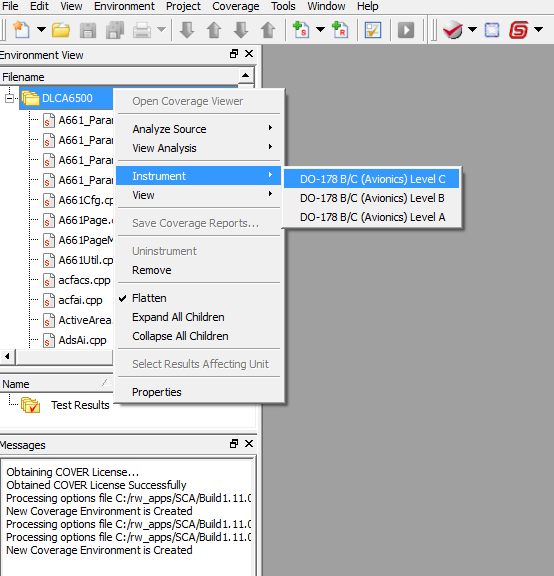 File Edit View Environment Project Coverage Tools Window Help
Environment View
Filename
DLCA6500
A661_Paran
A661_Paran
A661_Paran
A661_Paran
A661Cfg.cp
A661Page.c
A661PageM
A661Util.cp
acfacs.cpp
acfai.cpp
ActiveArea.
AdsAi.cpp
Open Coverage Viewer
Analyze Source
View Analysis
Instrument
View
Save Coverage Reports...
Uninstrument
Remove
Flatten
Expand All Children
Collapse All Children
Select Results Affecting Unit
Properties
DO-178 B/C (Avionics) Level C
DO-178 B/C (Avionics) Level B
DO-178 B/C (Avionics) Level A
Name
Test Results
Messages
Obtaining COVER License...
Obtained COVER License Successfully
Processing options file C:/rw_apps/SCA/Build1.11.0
New Coverage Environment is Created
Processing options file C:/rw_apps/SCA/Build1.11.0
Processing options file C:/rw_apps/SCA/Build1.11.0
New Coverage Environment is Created